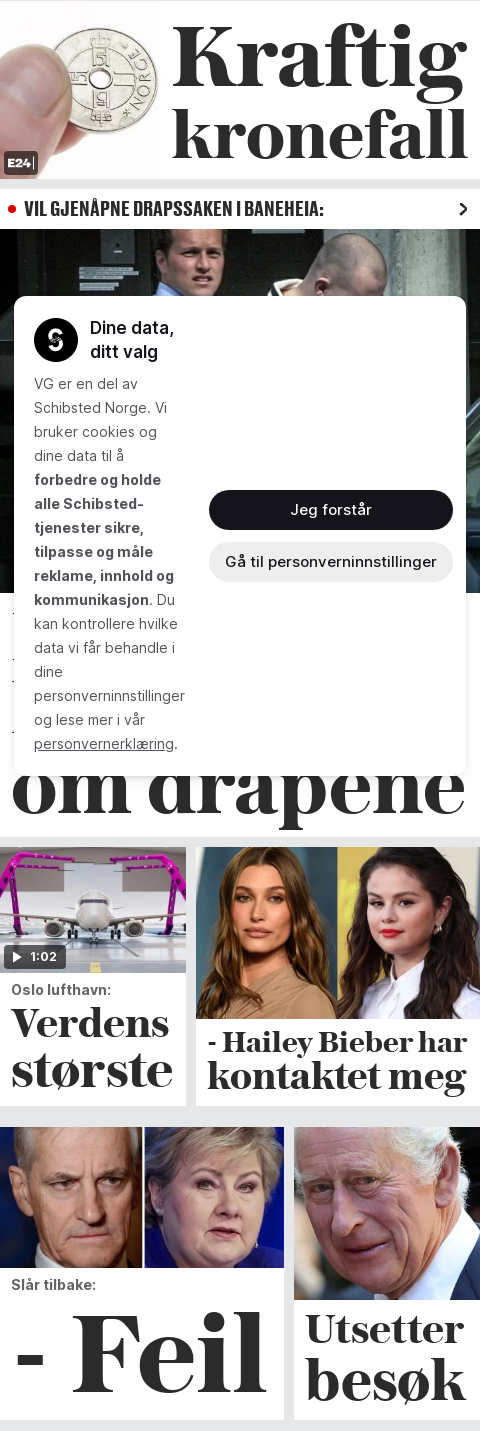 Kraftig
kronefall
NORGE
E24
VIL GJENÅPNE DRAPSSAKEN I BANEHEIA:
Dine data,
ditt valg
VG er en del av
Schibsted Norge. Vi
bruker cookies og
dine data til å
forbedre og holde
alle Schibsted-
tjenester sikre,
tilpasse og måle
reklame, innhold og
kommunikasjon. Du
kan kontrollere hvilke
data vi får behandle i
dine
personverninnstillinger
og lese mer i vår
personvernerklæring.
Jeg forstår
Gå til personverninnstillinger
om drapene
1:02
Oslo lufthavn:
Verdens
største
- Hailey Bieber har
kontaktet meg
Slår tilbake:
- Feil
Utsetter
besøk